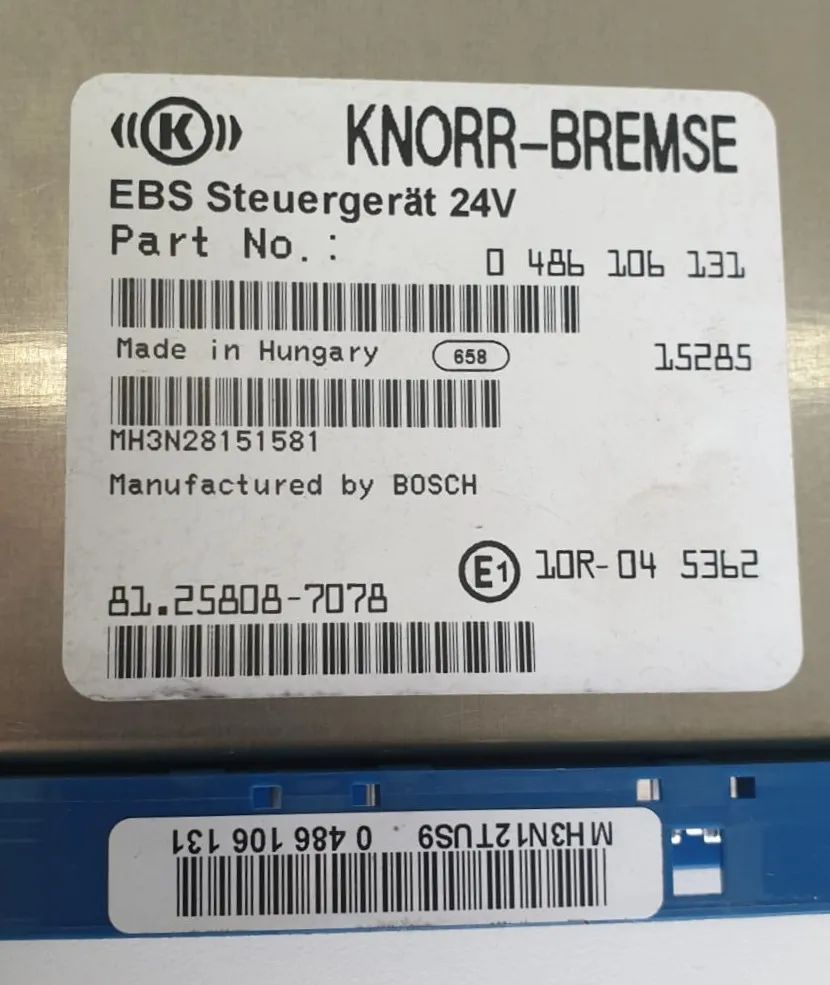 K KNORR-BREMSE
EBS Steuergerät 24V
Part No.:
0 486 106 131
Made in Hungary 658 15285
MH3N28151581
Manufactured by BOSCH
E1 10R-04 5362
81.25808-7078
MH3N12TUS9 0 486 106 131